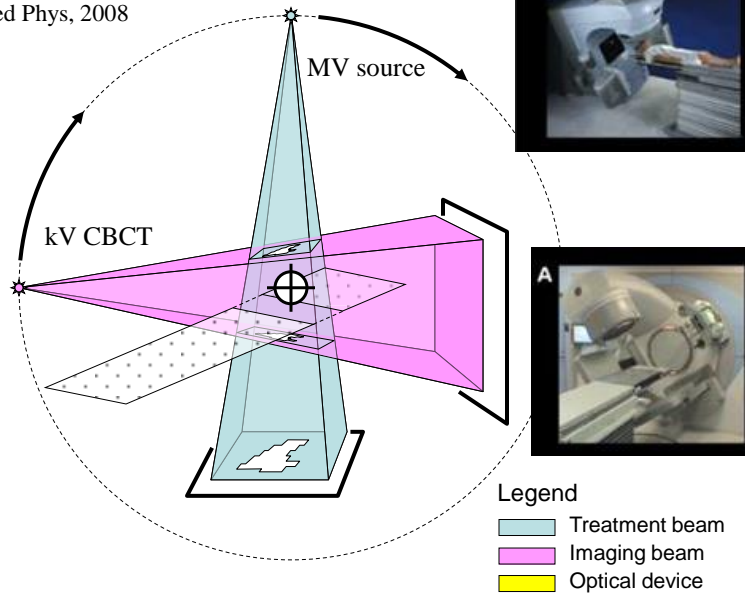 ed Phys, 2008
MV source
kV CBCT
A
Legend
Treatment beam
Imaging beam
Optical device